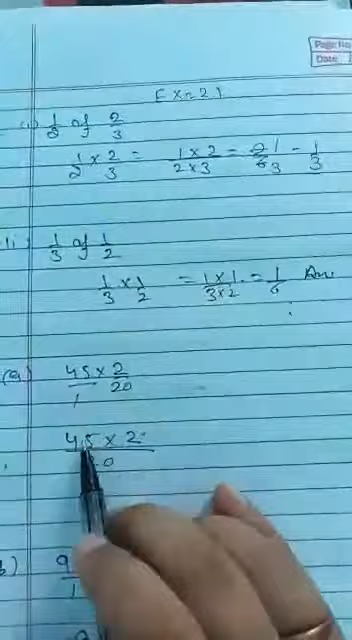 Page No
Date
Ex n 2.1
(i) 1/2 of 2/3
1/2 × 2/3 = 1×2/2×3 = 2/6 1/3 = 1/3
1/3 of 1/2
1/3 × 1/2 = 1×1/3×2 = 1/6 Ans
(a) 45/1 × 2/20
45 × 2
b) 9/1